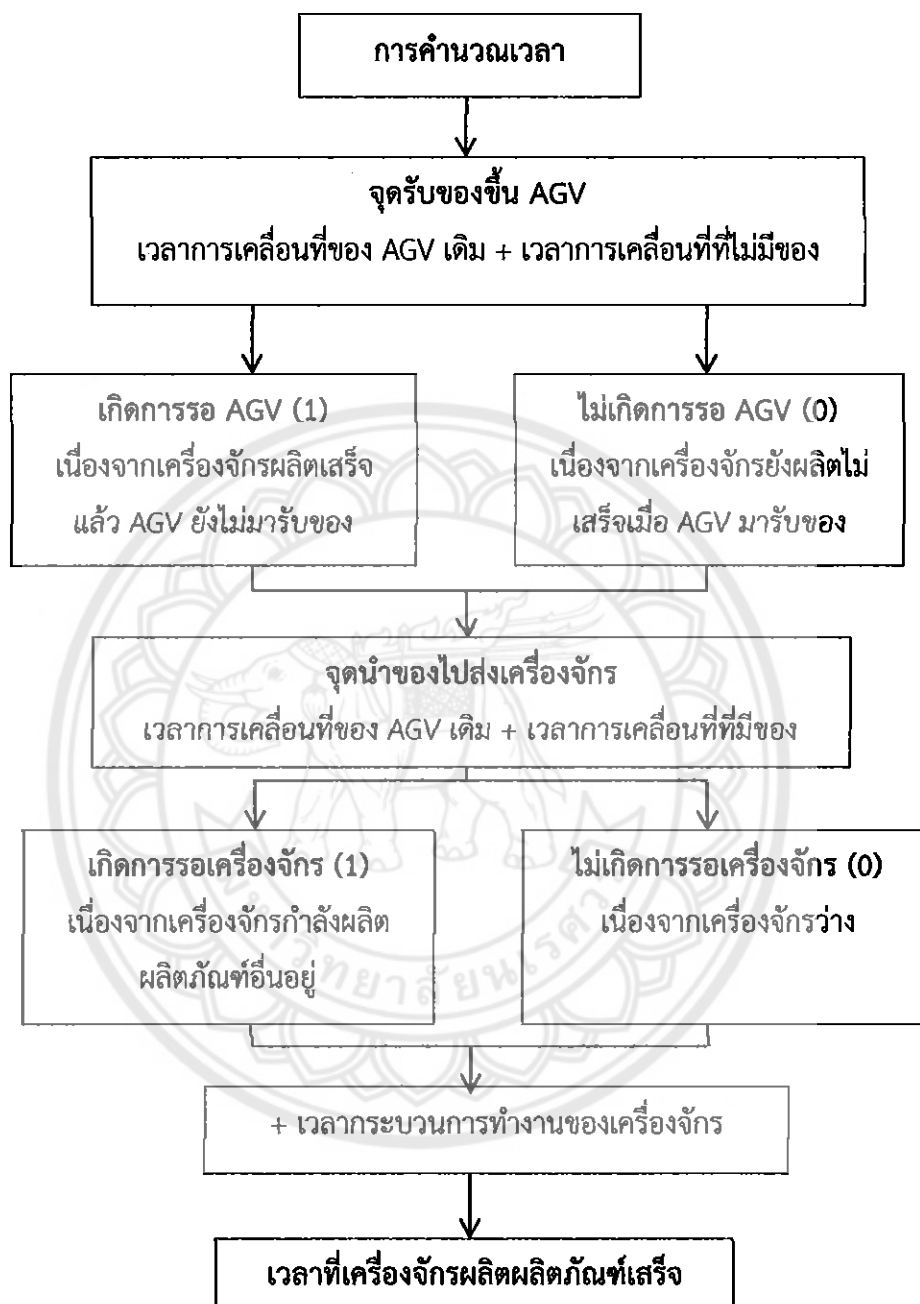 การคำนวณเวลา
จุดรับของขึ้น AGV
เวลาการเคลื่อนที่ของ AGV เดิม + เวลาการเคลื่อนที่ที่ไม่มีของ
เกิดการรอ AGV (1)
เนื่องจากเครื่องจักรผลิตเสร็จ
แล้ว AGV ยังไม่มารับของ
ไม่เกิดการรอ AGV (0)
เนื่องจากเครื่องจักรยังผลิตไม่
เสร็จเมื่อ AGV มารับของ
จุดนำของไปส่งเครื่องจักร
เวลาการเคลื่อนที่ของ AGV เดิม + เวลาการเคลื่อนที่ที่มีของ
เกิดการรอเครื่องจักร (1)
เนื่องจากเครื่องจักรกำลังผลิต
ผลิตภัณฑ์อื่นอยู่
ไม่เกิดการรอเครื่องจักร (0)
เนื่องจากเครื่องจักรว่าง
มหาวิทยาลัยนเรศวร
+ เวลากระบวนการทำงานของเครื่องจักร
เวลาที่เครื่องจักรผลิตผลิตภัณฑ์เสร็จ